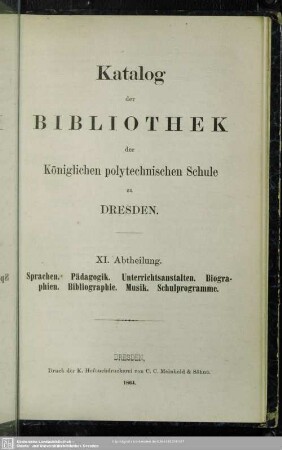 Katalog
der
BIBLIOTHEK
der
Königlichen polytechnischen Schule
zu
DRESDEN.
XI. Abtheilung.
Sprachen. Pädagogik. Unterrichtsanstalten. Biogra-
phien. Bibliographie. Musik. Schulprogramme.
DRESDEN,
Druck der K. Hofbuchdruckerei von C. C. Meinhold & Söhne.
1864.